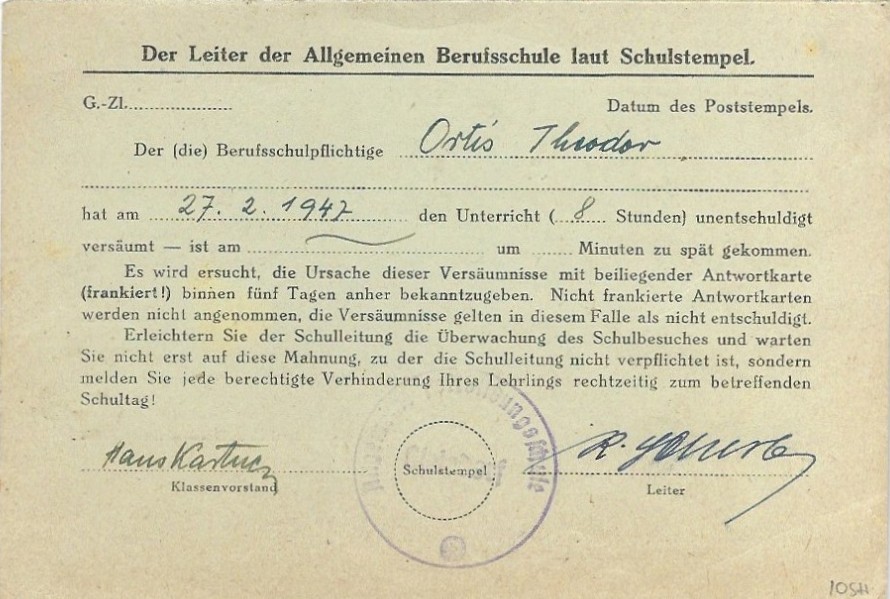 Der Leiter der Allgemeinen Berufsschule laut Schulstempel.
G.-Zl.................... Datum des Poststempels.
Der (die) Berufsschulpflichtige Ortis Theodor
hat am 27. 2. 1947 den Unterricht (8 Stunden) unentschuldigt
versäumt — ist am .................... um ........ Minuten zu spät gekommen.
Es wird ersucht, die Ursache dieser Versäumnisse mit beiliegender Antwortkarte
(frankiert!) binnen fünf Tagen anher bekanntzugeben. Nicht frankierte Antwortkarten
werden nicht angenommen, die Versäumnisse gelten in diesem Falle als nicht entschuldigt.
Erleichtern Sie der Schulleitung die Überwachung des Schulbesuches und warten
Sie nicht erst auf diese Mahnung, zu der die Schulleitung nicht verpflichtet ist, sondern
melden Sie jede berechtigte Verhinderung Ihres Lehrlings rechtzeitig zum betreffenden
Schultag!
Hans R.
Schulstempel
Klassenvorstand Leiter